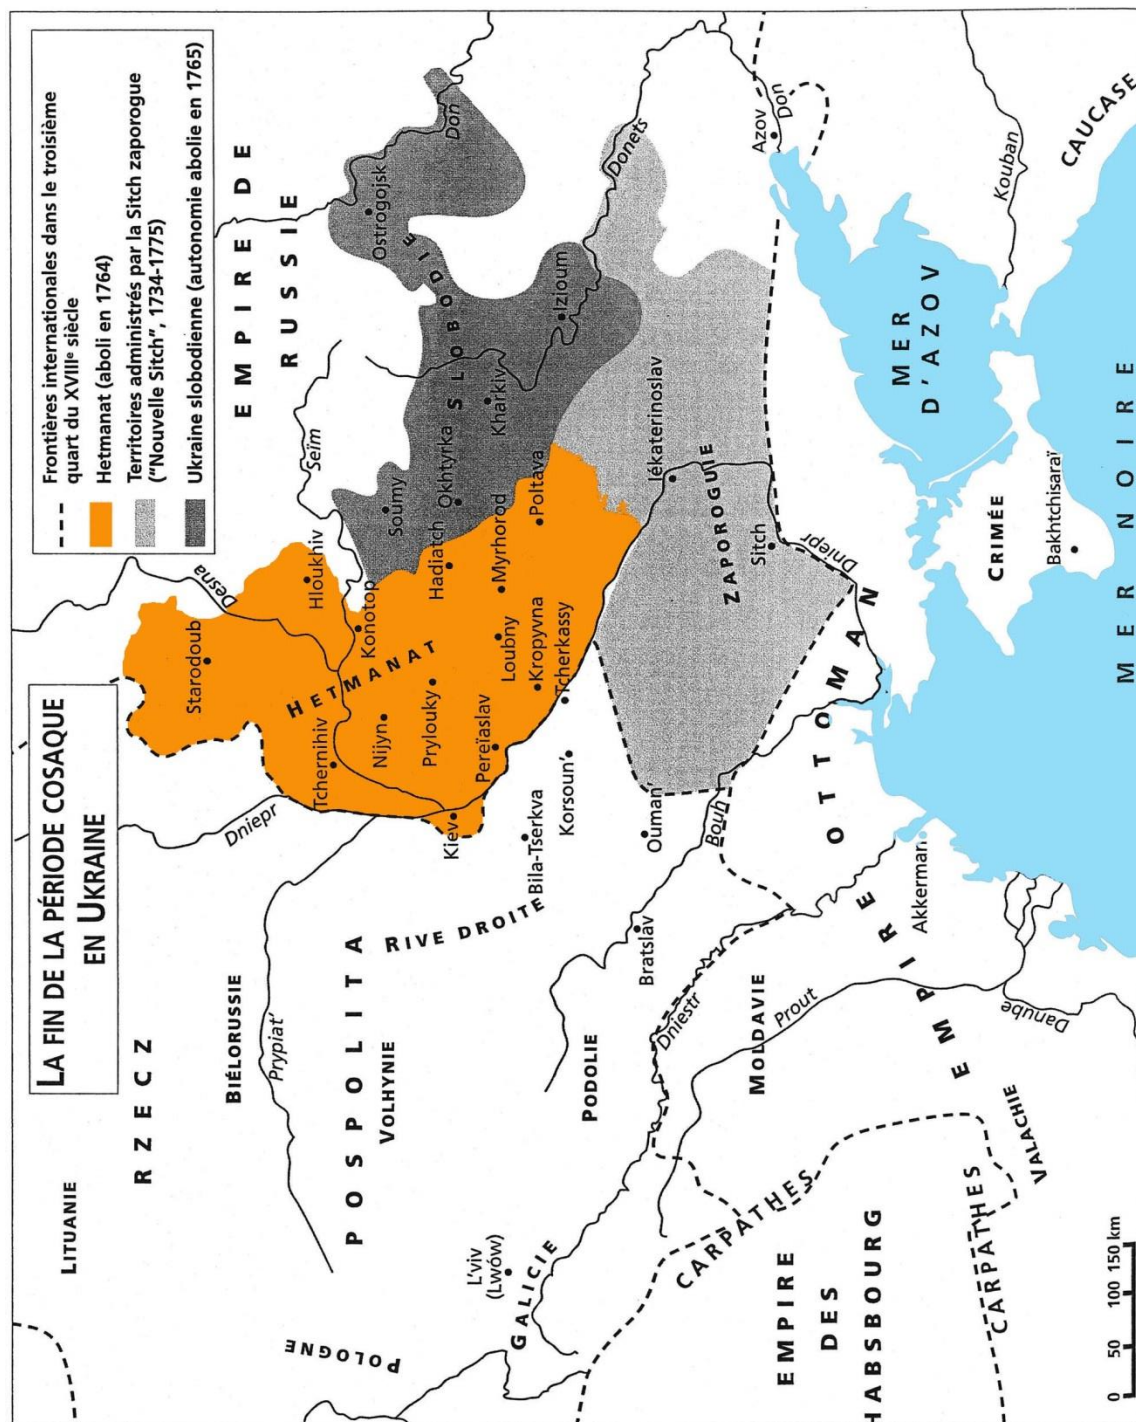 LA FIN DE LA PÉRIODE COSAQUE
EN UKRAINE
Frontières internationales dans le troisième
quart du XVIIIᵉ siècle
Hetmanat (aboli en 1764)
Territoires administrés par la Sitch zaporogue
("Nouvelle Sitch", 1734-1775)
Ukraine slobodienne (autonomie abolie en 1765)
LITUANIE
RZECZ
POSPOLITA
BIÉLORUSSIE
Prypiat'
VOLHYNIE
POLOGNE
L'viv
(Lwów)
GALICIE
PODOLIE
RIVE DROITE
Dniepr
Desna
Seïm
Starodoub
Hloukhiv
Konotop
HETMANAT
Tchernihiv
Nijyn
Prylouky
Pereïaslav
Kiev
Hadiatch
Myrhorod
Loubny
Kropyvna
Tcherkassy
Poltava
Bila-Tserkva
Korsoun'
Ouman'
Bouh
Bratslav
Dniestr
EMPIRE DE
RUSSIE
Soumy
Okhtyrka
SLOBODIE
Kharkiv
Izioum
Ostrogojsk
Don
Donets
Iékaterinoslav
ZAPOROGUIE
Sitch
Dniepr
Azov
Don
MER
D'AZOV
Kouban
CAUCASE
CRIMÉE
Bakhtchisaraï
MER NOIRE
EMPIRE OTTOMAN
Akkerman
MOLDAVIE
Prout
Danube
VALACHIE
CARPATHES
CARPATHES
EMPIRE
DES
HABSBOURG
0 50 100 150 km